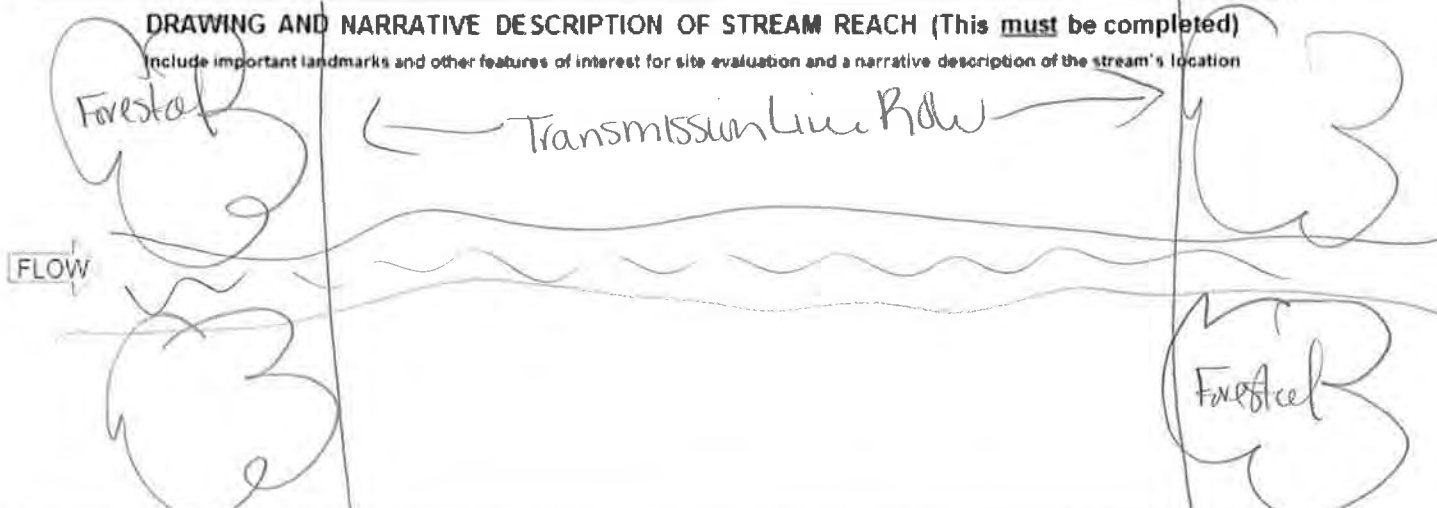 DRAWING AND NARRATIVE DESCRIPTION OF STREAM REACH (This must be completed)
Include important landmarks and other features of interest for site evaluation and a narrative description of the stream's location
Forested
Transmission Line Row
FLOW
Forested